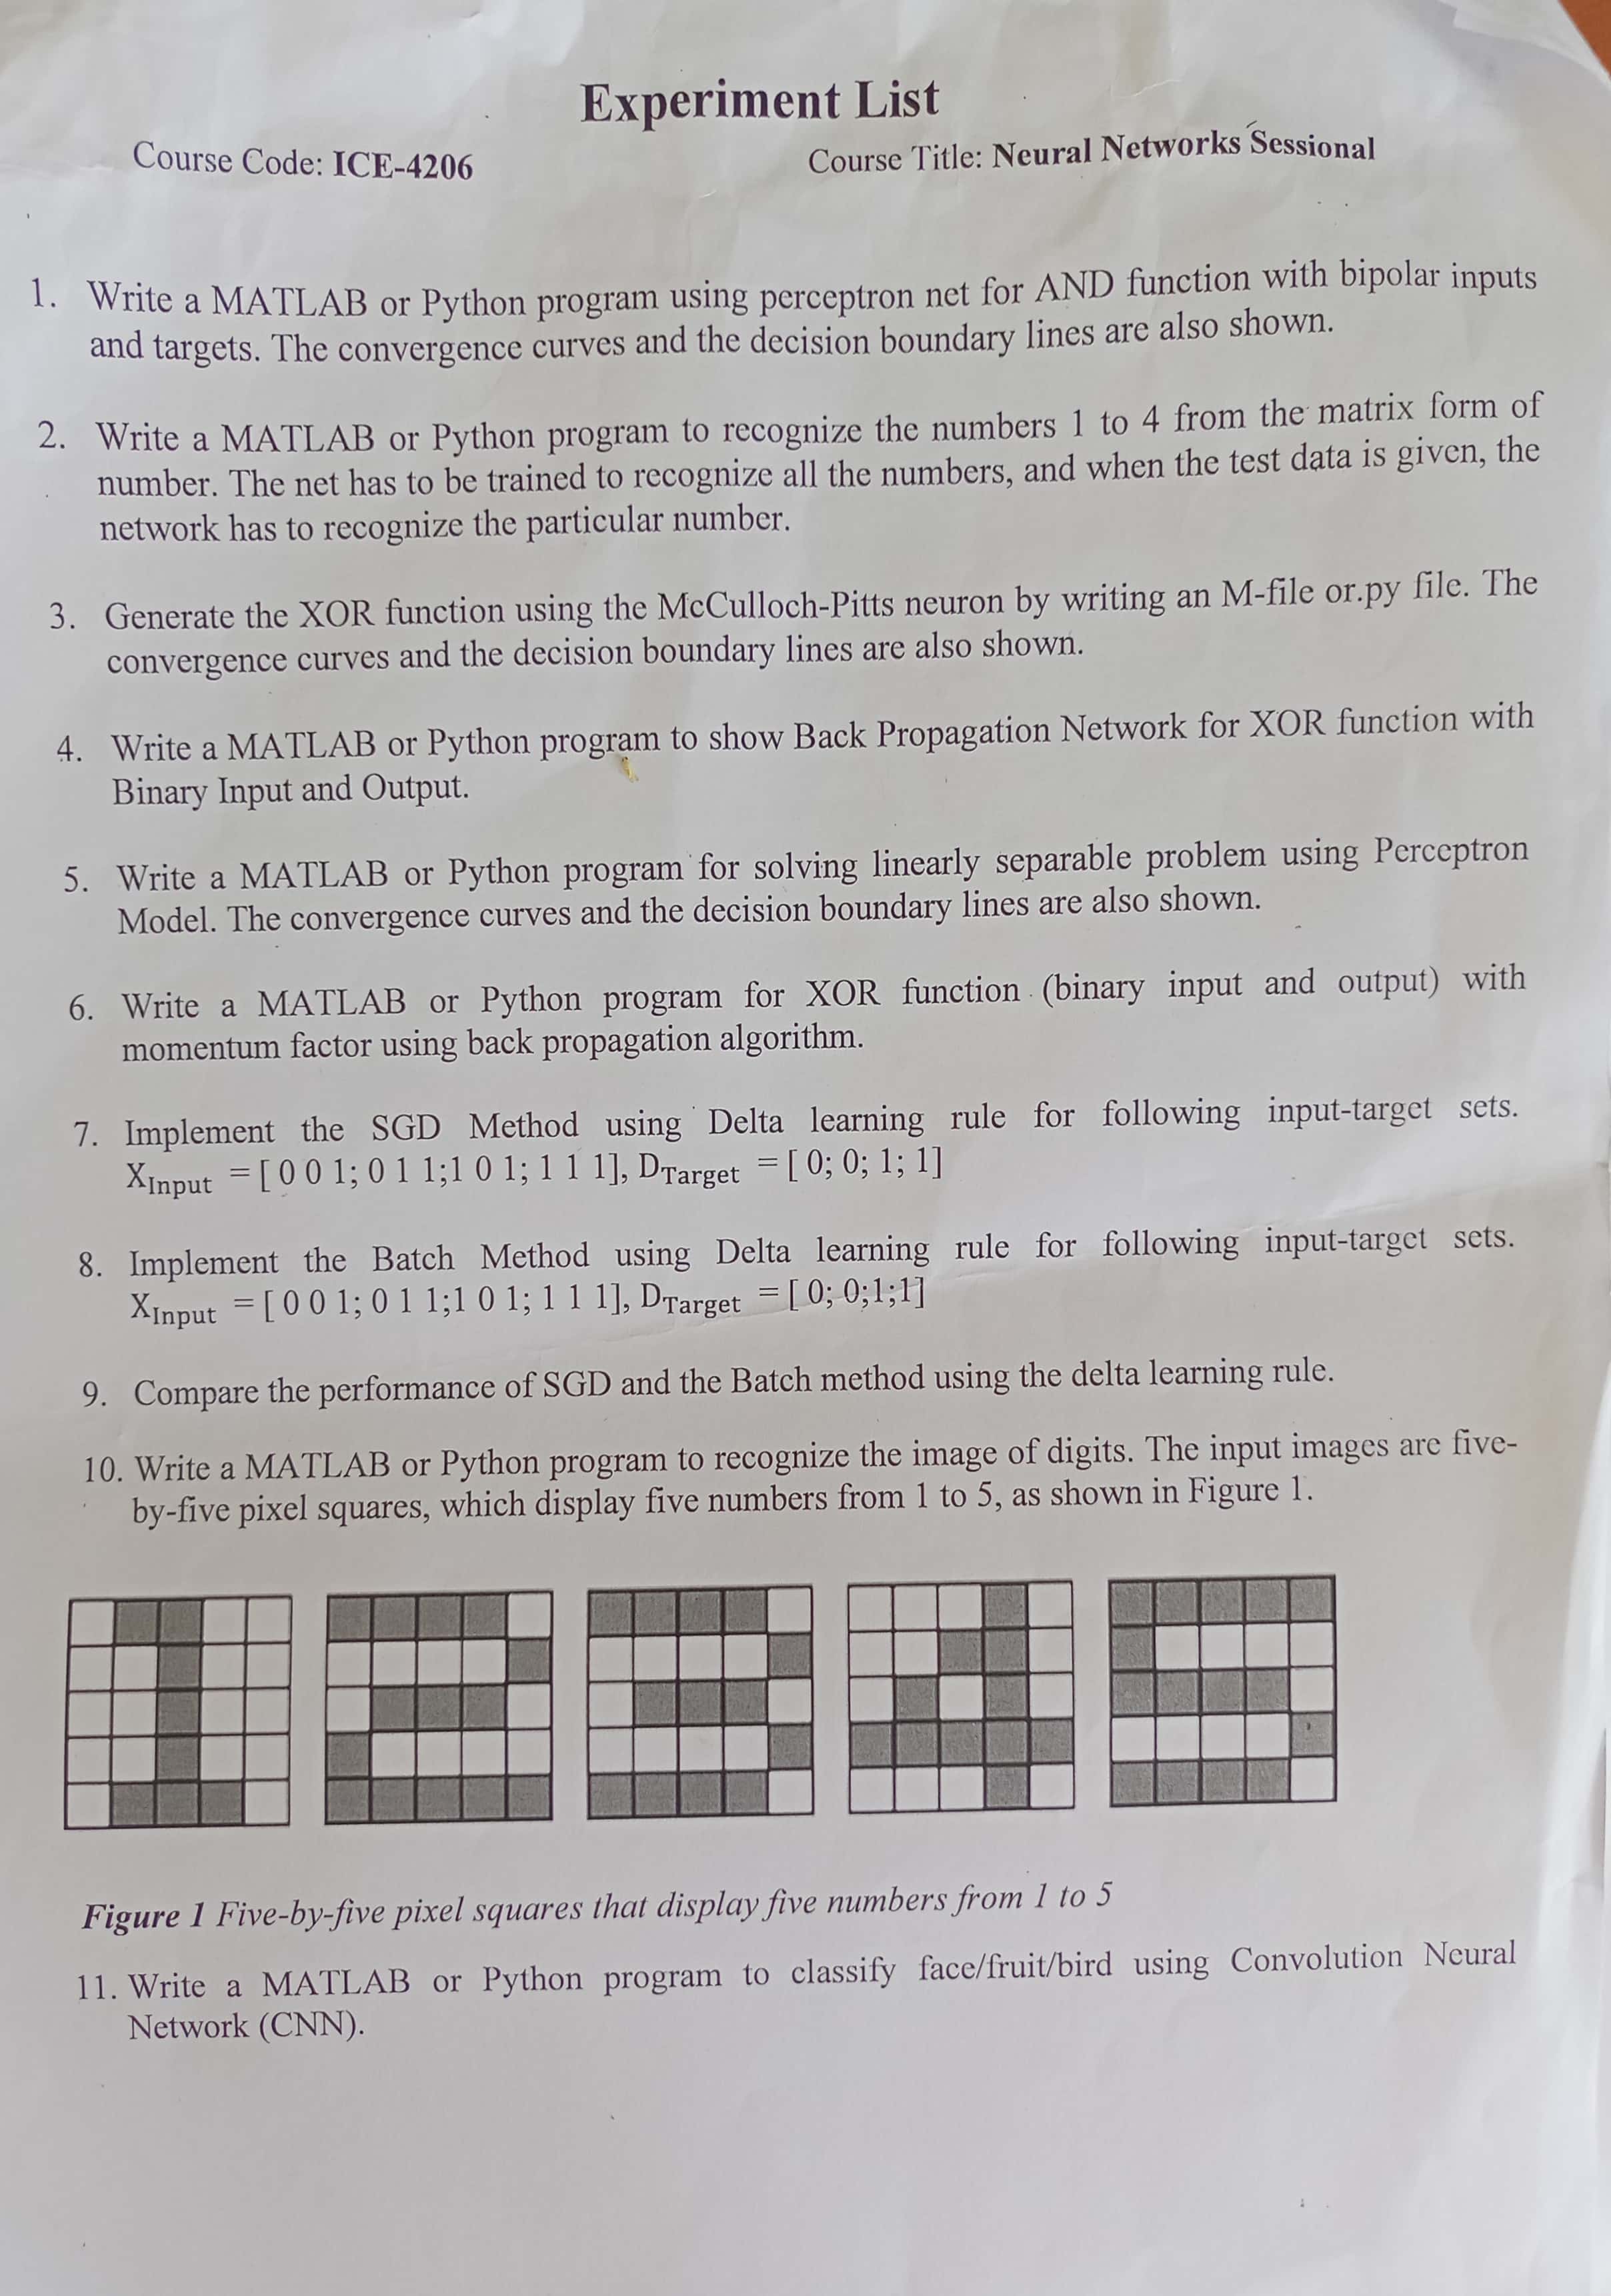 Experiment List
Course Code: ICE-4206
Course Title: Neural Networks Sessional
1. Write a MATLAB or Python program using perceptron net for AND function with bipolar inputs
and targets. The convergence curves and the decision boundary lines are also shown.
2. Write a MATLAB or Python program to recognize the numbers 1 to 4 from the matrix form of
number. The net has to be trained to recognize all the numbers, and when the test data is given, the
network has to recognize the particular number.
3. Generate the XOR function using the McCulloch-Pitts neuron by writing an M-file or.py file. The
convergence curves and the decision boundary lines are also shown.
4. Write a MATLAB or Python program to show Back Propagation Network for XOR function with
Binary Input and Output.
5. Write a MATLAB or Python program for solving linearly separable problem using Perceptron
Model. The convergence curves and the decision boundary lines are also shown.
6. Write a MATLAB or Python program for XOR function (binary input and output) with
momentum factor using back propagation algorithm.
7. Implement the SGD Method using Delta learning rule for following input-target sets.
X_Input = [ 0 0 1; 0 1 1;1 0 1; 1 1 1], D_Target = [ 0; 0; 1; 1]
8. Implement the Batch Method using Delta learning rule for following input-target sets.
X_Input = [ 0 0 1; 0 1 1;1 0 1; 1 1 1], D_Target = [ 0; 0;1;1]
9. Compare the performance of SGD and the Batch method using the delta learning rule.
10. Write a MATLAB or Python program to recognize the image of digits. The input images are five-
by-five pixel squares, which display five numbers from 1 to 5, as shown in Figure 1.
Figure 1 Five-by-five pixel squares that display five numbers from 1 to 5
11. Write a MATLAB or Python program to classify face/fruit/bird using Convolution Neural
Network (CNN).